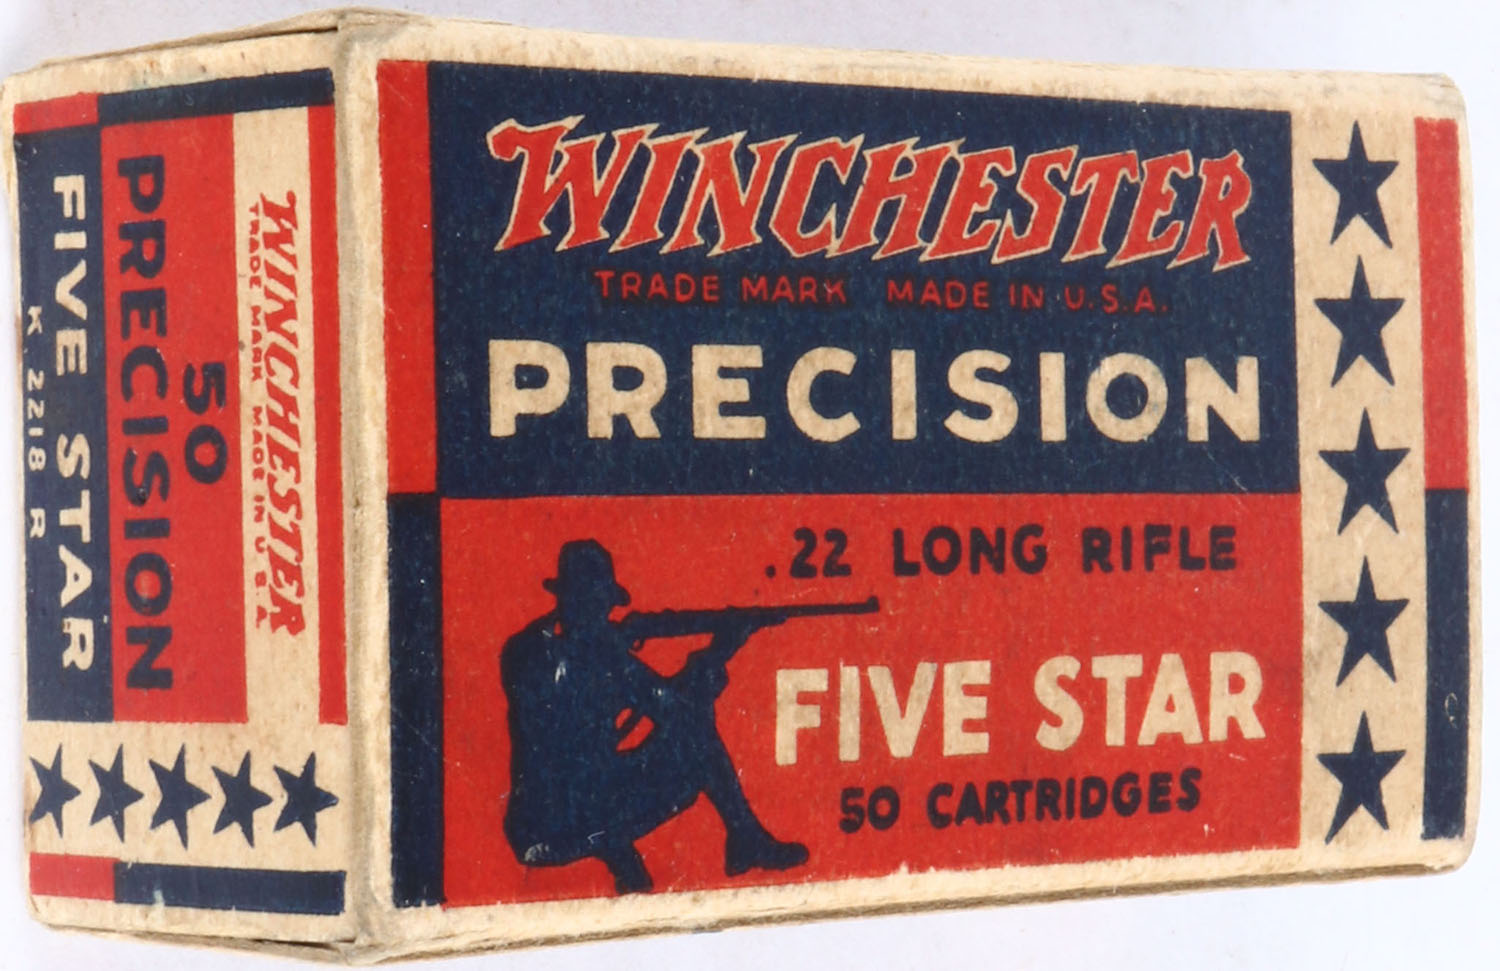 WINCHESTER
TRADE MARK MADE IN U.S.A.
PRECISION
.22 LONG RIFLE
FIVE STAR
50 CARTRIDGES
WINCHESTER
TRADE MARK MADE IN U.S.A.
50
PRECISION
FIVE STAR
K 2218 R